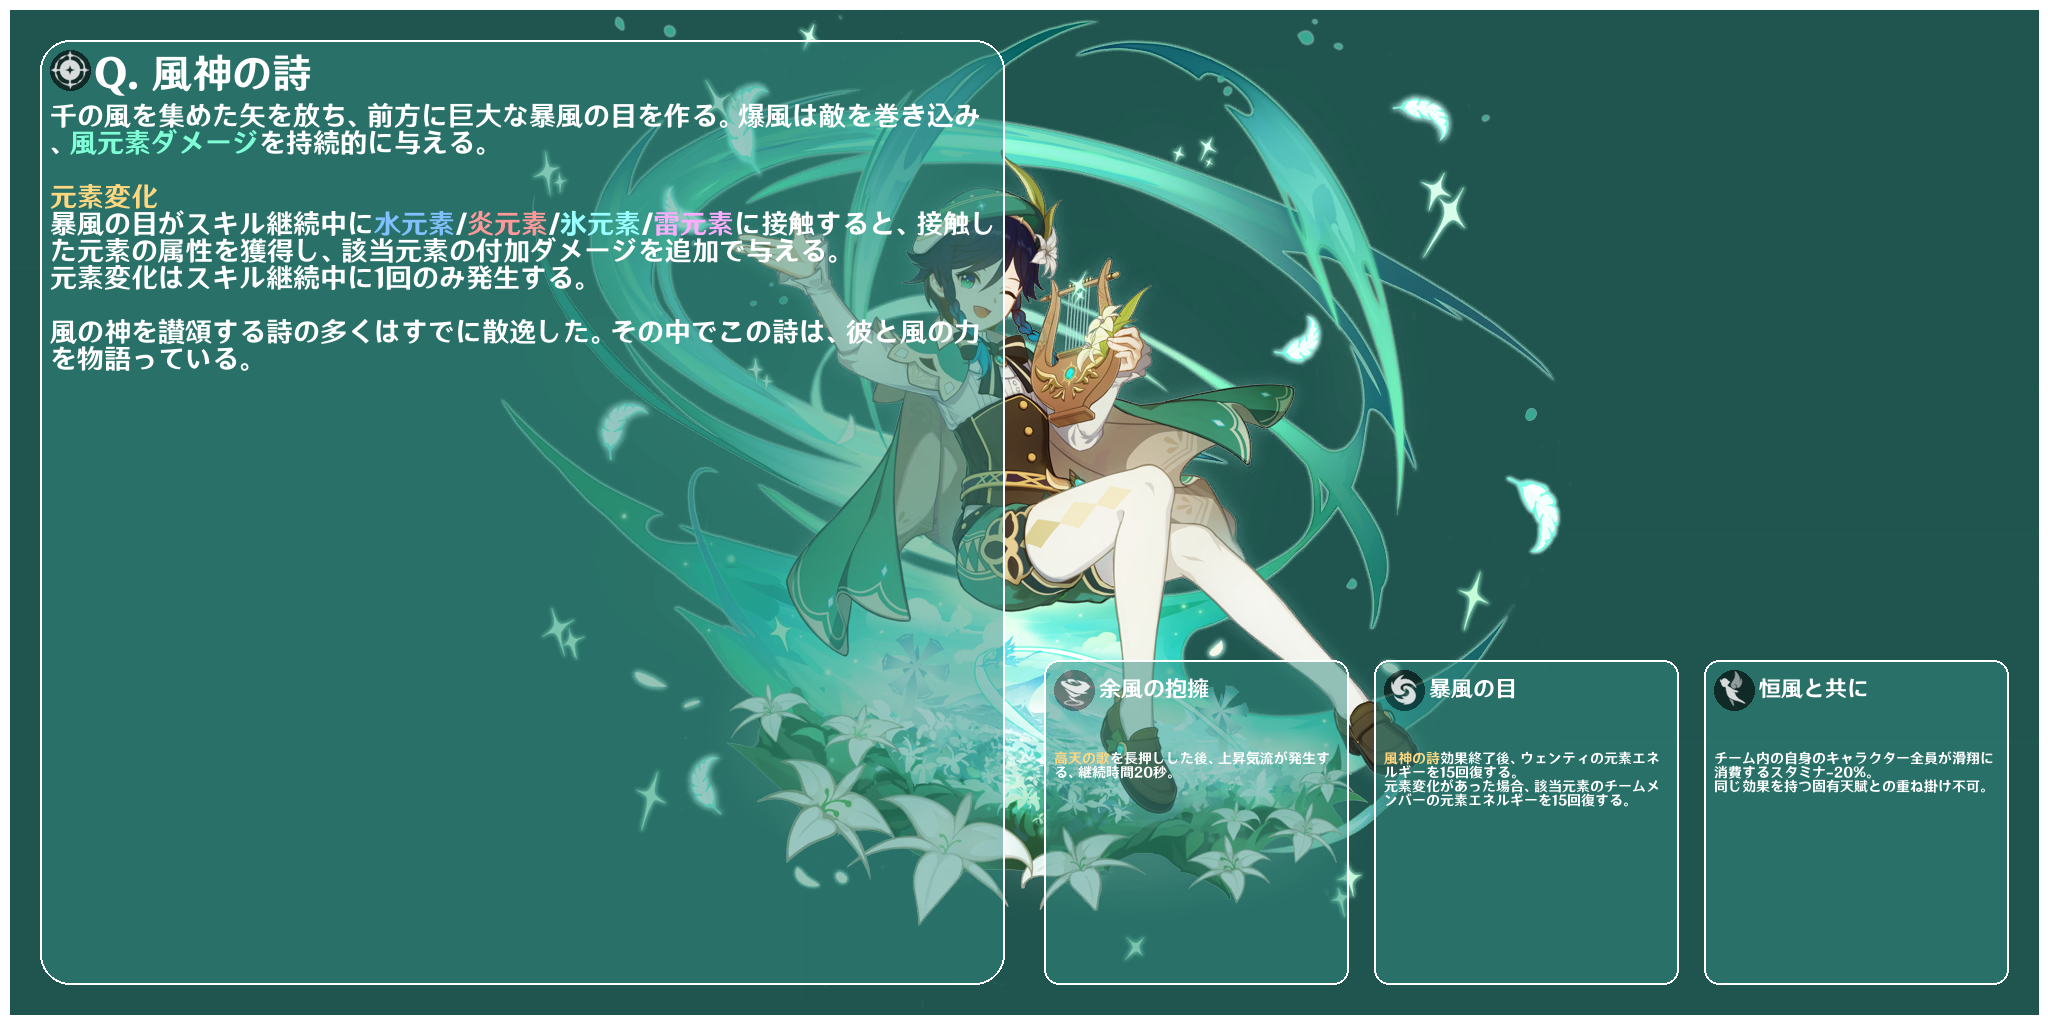 Q. 風神の詩
千の風を集めた矢を放ち、前方に巨大な暴風の目を作る。爆風は敵を巻き込み
、風元素ダメージを持続的に与える。
元素変化
暴風の目がスキル継続中に水元素/炎元素/氷元素/雷元素に接触すると、接触し
た元素の属性を獲得し、該当元素の付加ダメージを追加で与える。
元素変化はスキル継続中に1回のみ発生する。
風の神を讃頌する詩の多くはすでに散逸した。その中でこの詩は、彼と風の力
を物語っている。
余風の抱擁
高天の歌を長押しした後、上昇気流が発生す
る、継続時間20秒。
暴風の目
風神の詩効果終了後、ウェンティの元素エネ
ルギーを15回復する。
元素変化があった場合、該当元素のチームメ
ンバーの元素エネルギーを15回復する。
恒風と共に
チーム内の自身のキャラクター全員が滑翔に
消費するスタミナ-20%。
同じ効果を持つ固有天賦との重ね掛け不可。